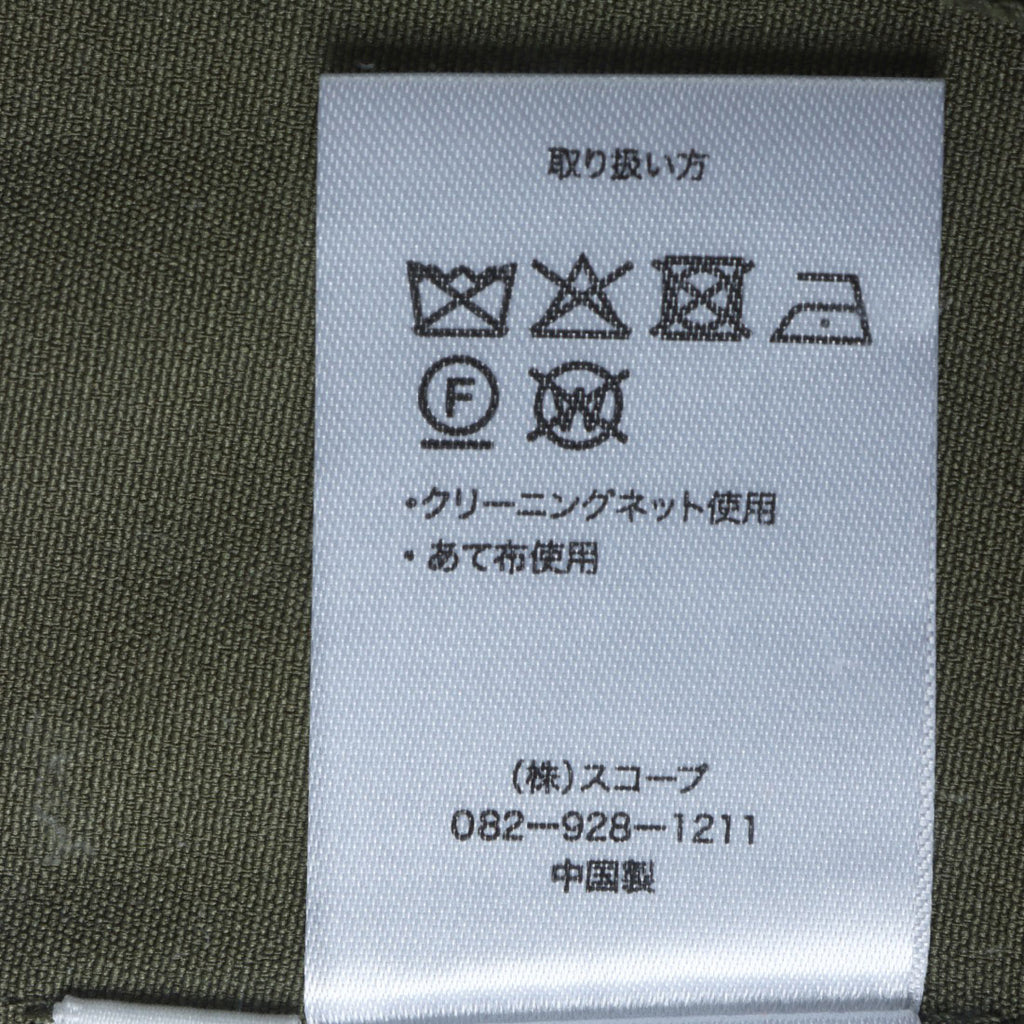 取り扱い方
F
W
・クリーニングネット使用
・あて布使用
(株)スコープ
082-928-1211
中国製